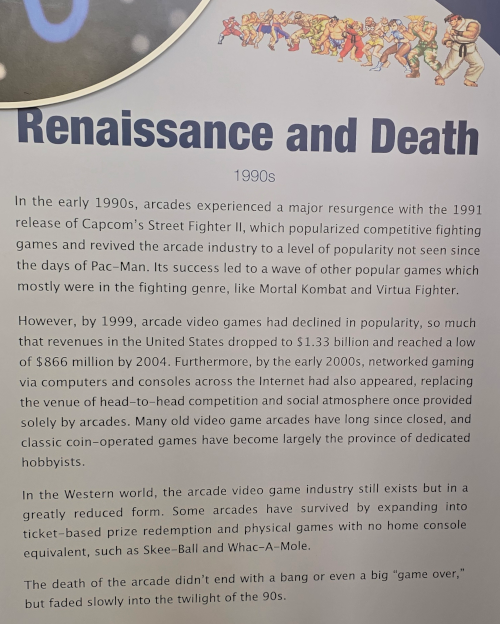 Renaissance and Death
1990s
In the early 1990s, arcades experienced a major resurgence with the 1991
release of Capcom's Street Fighter II, which popularized competitive fighting
games and revived the arcade industry to a level of popularity not seen since
the days of Pac-Man. Its success led to a wave of other popular games which
mostly were in the fighting genre, like Mortal Kombat and Virtua Fighter.
However, by 1999, arcade video games had declined in popularity, so much
that revenues in the United States dropped to $1.33 billion and reached a low
of $866 million by 2004. Furthermore, by the early 2000s, networked gaming
via computers and consoles across the Internet had also appeared, replacing
the venue of head-to-head competition and social atmosphere once provided
solely by arcades. Many old video game arcades have long since closed, and
classic coin-operated games have become largely the province of dedicated
hobbyists.
In the Western world, the arcade video game industry still exists but in a
greatly reduced form. Some arcades have survived by expanding into
ticket-based prize redemption and physical games with no home console
equivalent, such as Skee-Ball and Whac-A-Mole.
The death of the arcade didn't end with a bang or even a big "game over,"
but faded slowly into the twilight of the 90s.